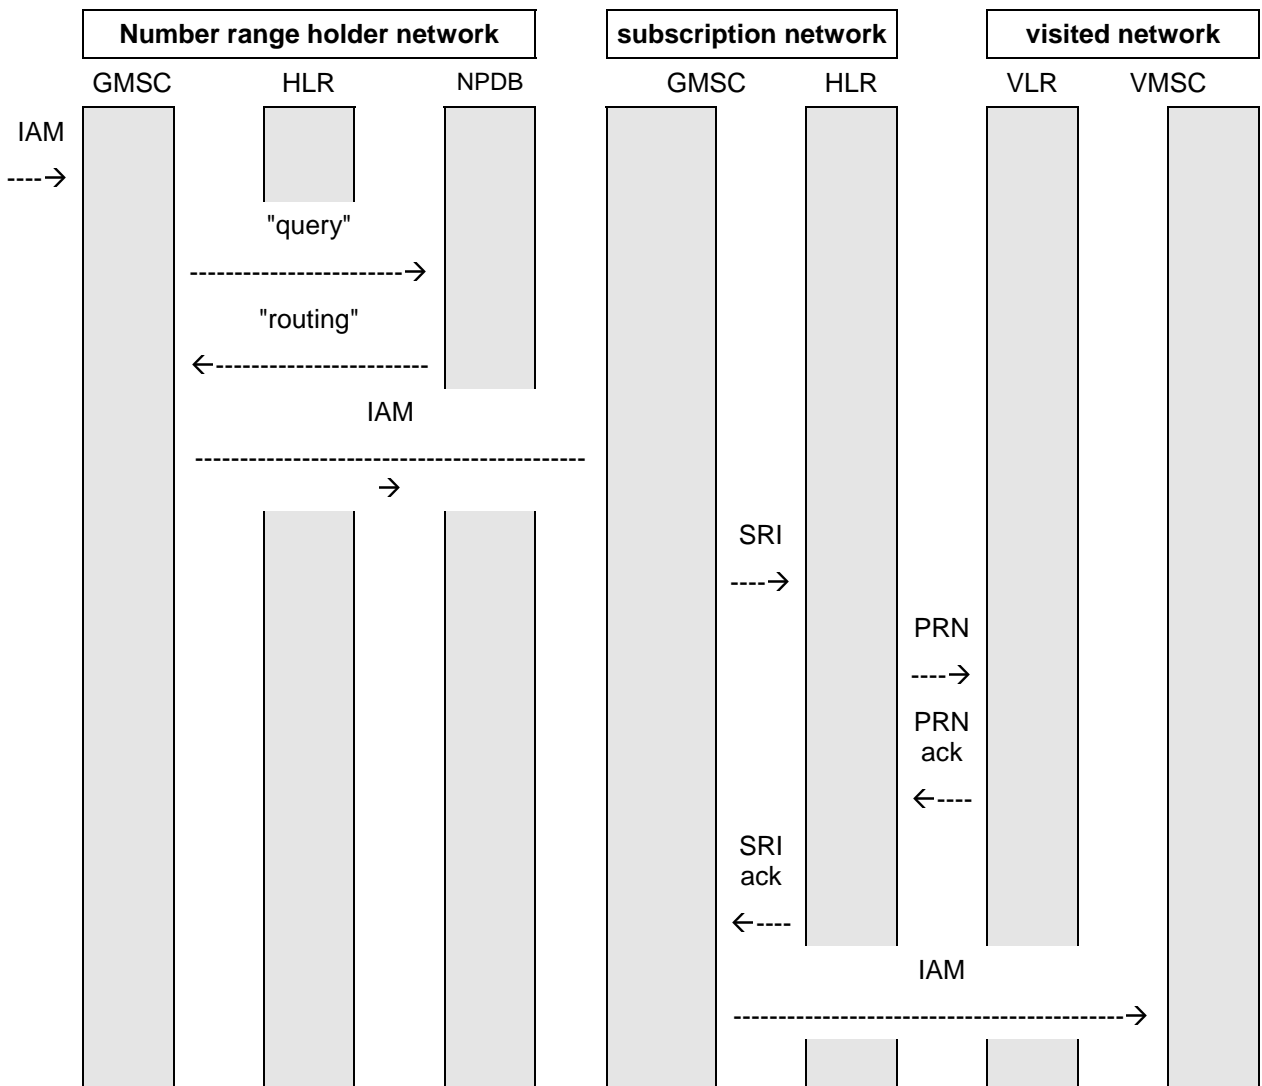 Number range holder network
subscription network
visited network
GMSC
HLR
NPDB
GMSC
HLR
VLR
VMSC
IAM
---->
"query"
"routing"
IAM
SRI
PRN
PRN
ack
SRI
ack
IAM